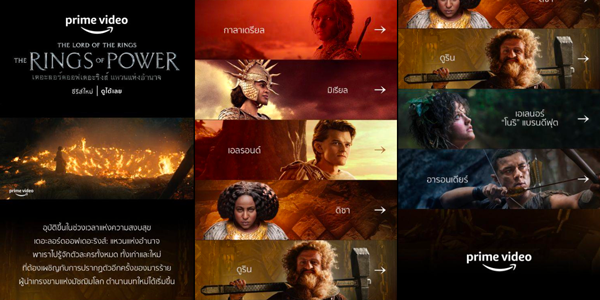 prime video
THE LORD OF THE RINGS
THE RINGS OF POWER
เดอะลอร์ดออฟเดอะริงส์ แหวนแห่งอำนาจ
ซีรีส์ใหม่ | ดูได้เลย
prime video
อุบัติขึ้นในช่วงเวลาแห่งความสงบสุข
เดอะลอร์ดออฟเดอะริงส์: แหวนแห่งอำนาจ
พาเราไปรู้จักตัวละครทั้งหมด ทั้งเก่าและใหม่
ที่ต้องเผชิญกับการปรากฏตัวอีกครั้งของมารร้าย
ผู้นำแรงสงครามแห่งมัชฌิมโลก ตำนานบทใหม่ได้เริ่มขึ้น
กาลาเดรียล
มิเรียล
เอลรอนด์
ดิซา
ดูริน
ดิซา
ดูริน
เอเลนอร์
"โนริ" แบรนดีฟุต
อารอนเดียร์
prime video